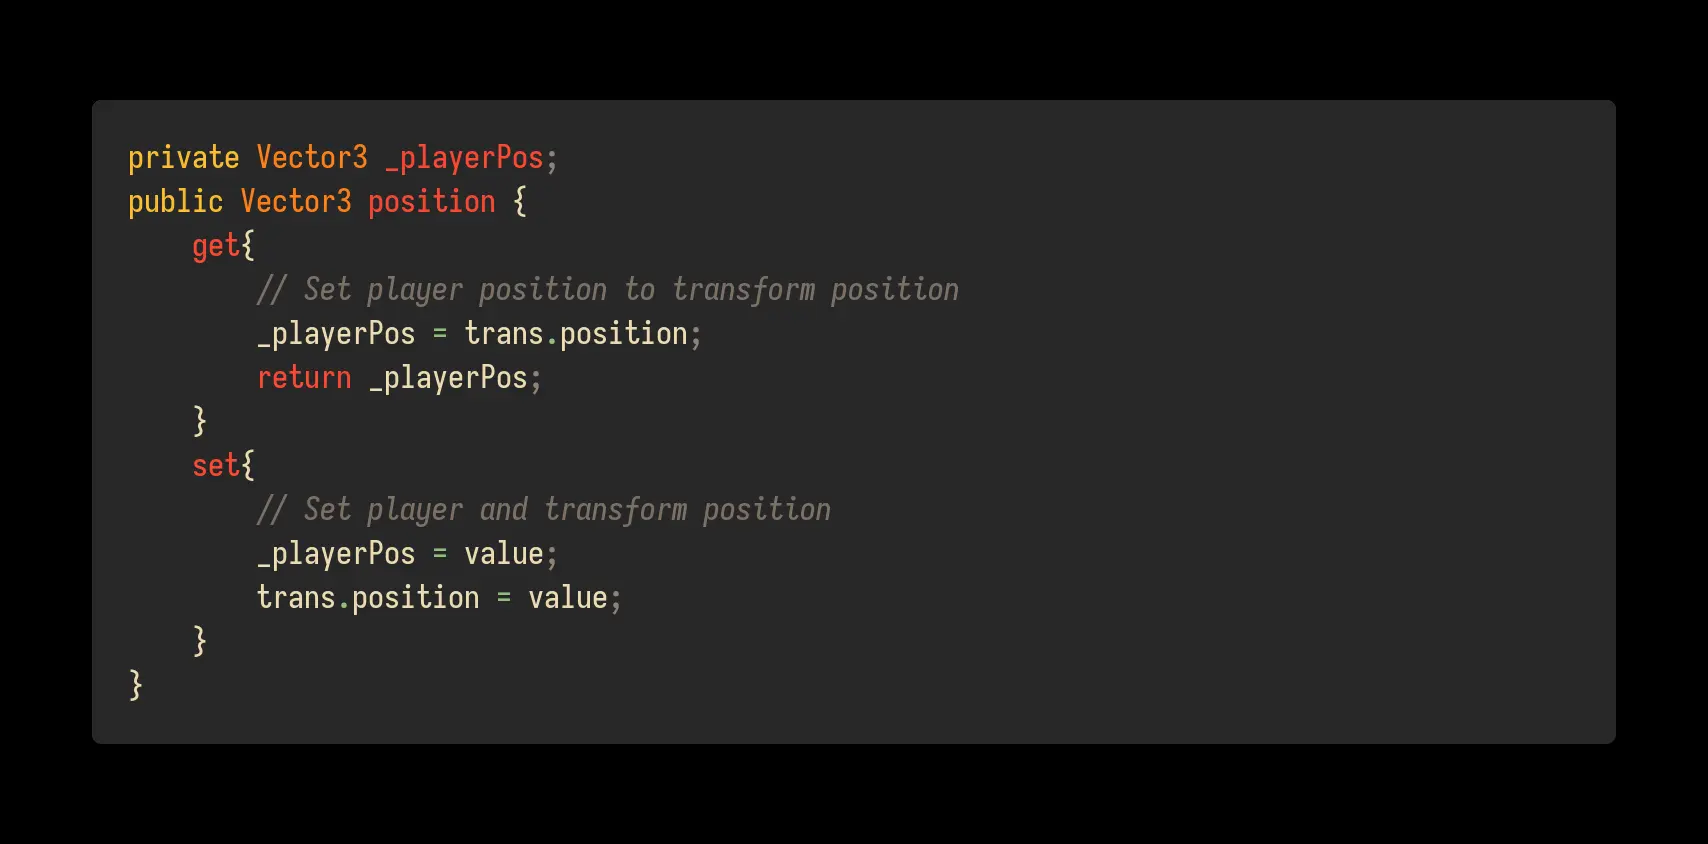 private Vector3 _playerPos;
public Vector3 position {
    get{
        // Set player position to transform position
        _playerPos = trans.position;
        return _playerPos;
    }
    set{
        // Set player and transform position
        _playerPos = value;
        trans.position = value;
    }
}